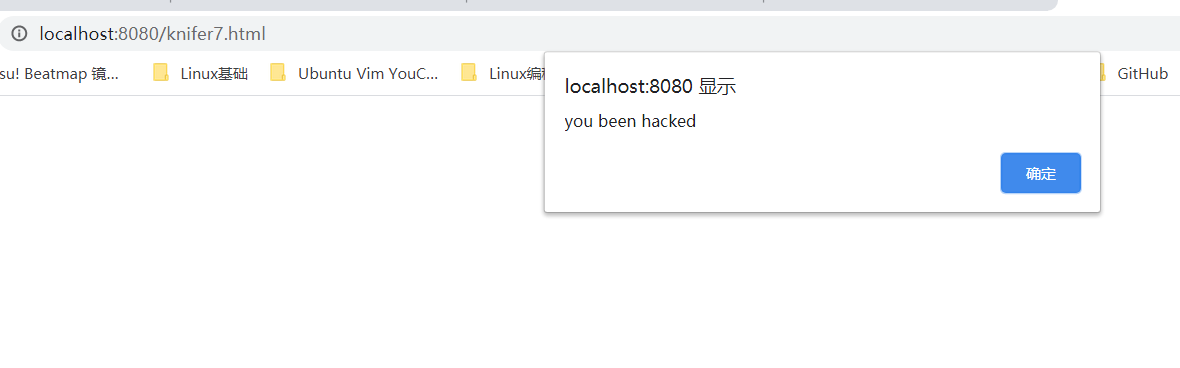 localhost:8080/knifer7.html
su! Beatmap 镜...
Linux基础
Ubuntu Vim YouC...
Linux编
GitHub
localhost:8080 显示
you been hacked
确定